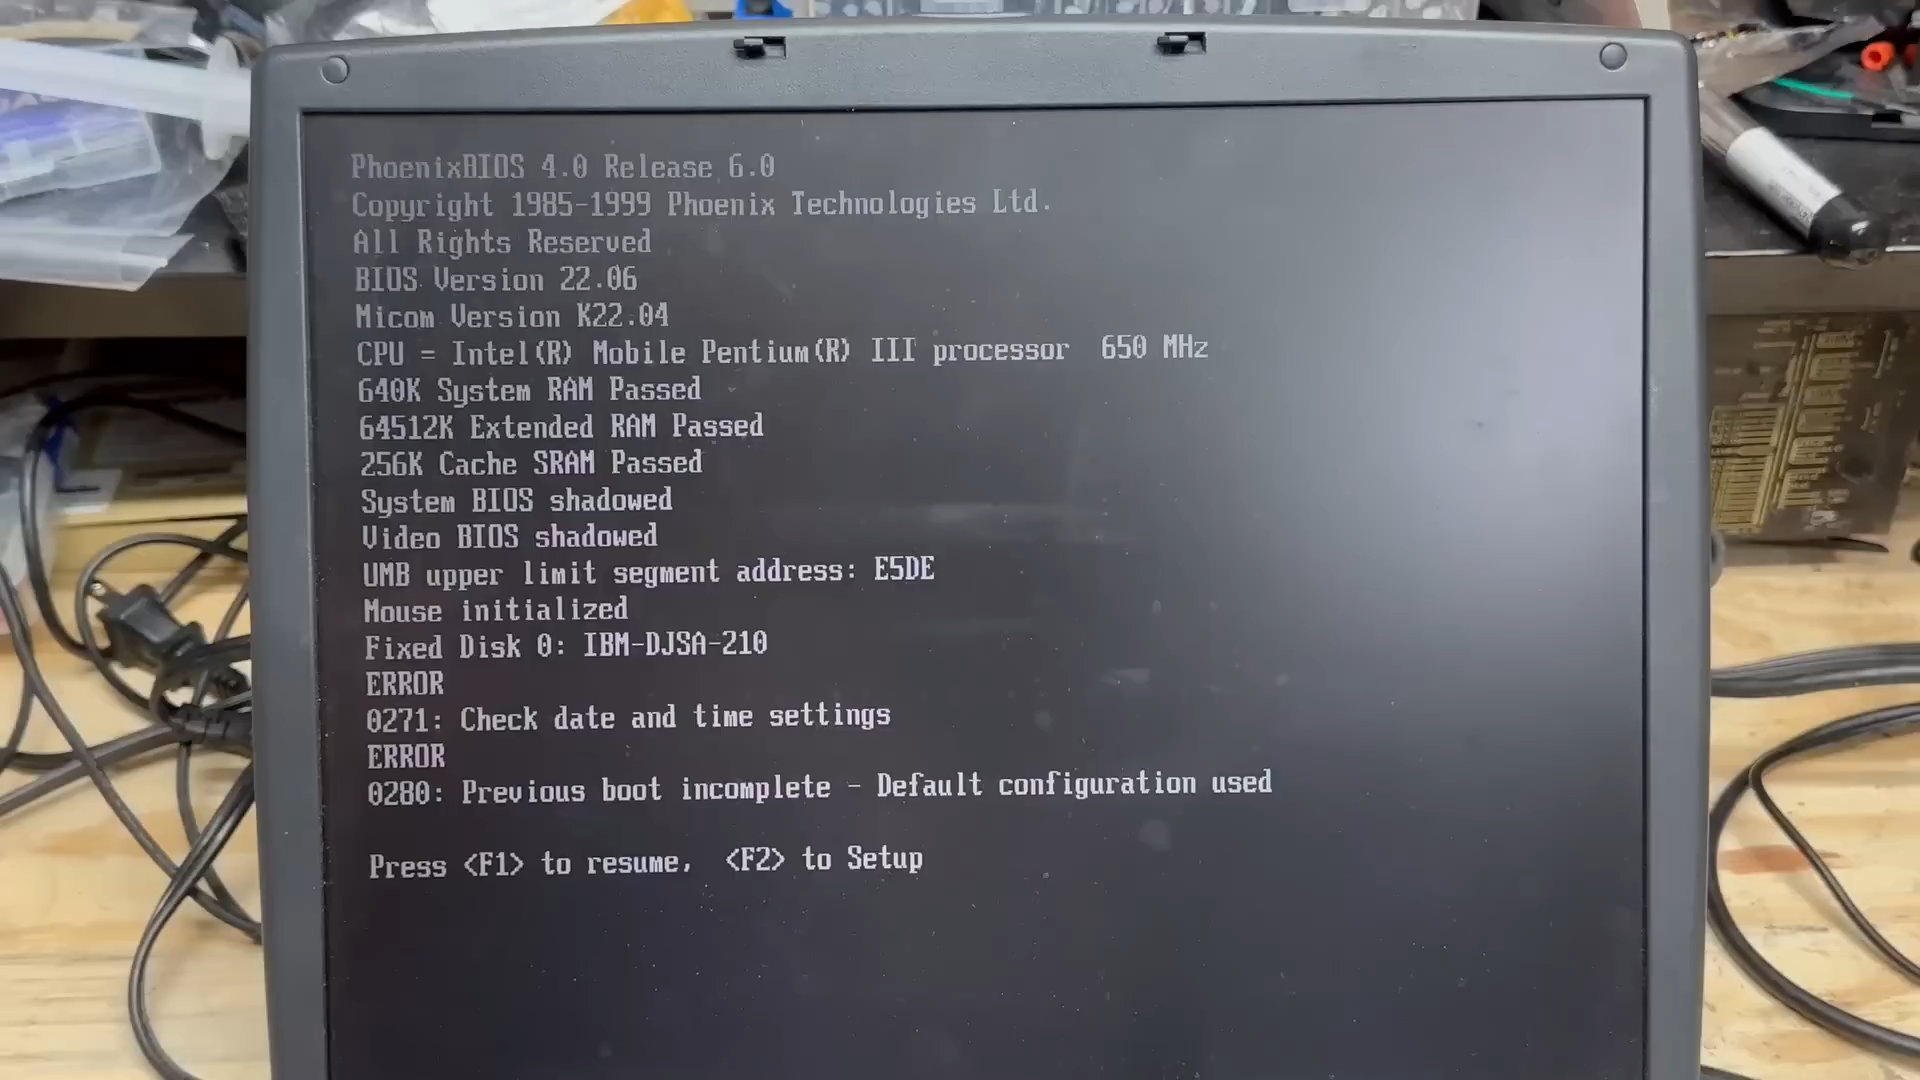 PhoenixBIOS 4.0 Release 6.0
Copyright 1985-1999 Phoenix Technologies Ltd.
All Rights Reserved
BIOS Version 22.06
Micom Version K22.04
CPU = Intel(R) Mobile Pentium(R) III processor  650 MHz
640K System RAM Passed
64512K Extended RAM Passed
256K Cache SRAM Passed
System BIOS shadowed
Video BIOS shadowed
UMB upper limit segment address: E5DE
Mouse initialized
Fixed Disk 0: IBM-DJSA-210
ERROR
0271: Check date and time settings
ERROR
0280: Previous boot incomplete - Default configuration used
Press <F1> to resume,  <F2> to Setup